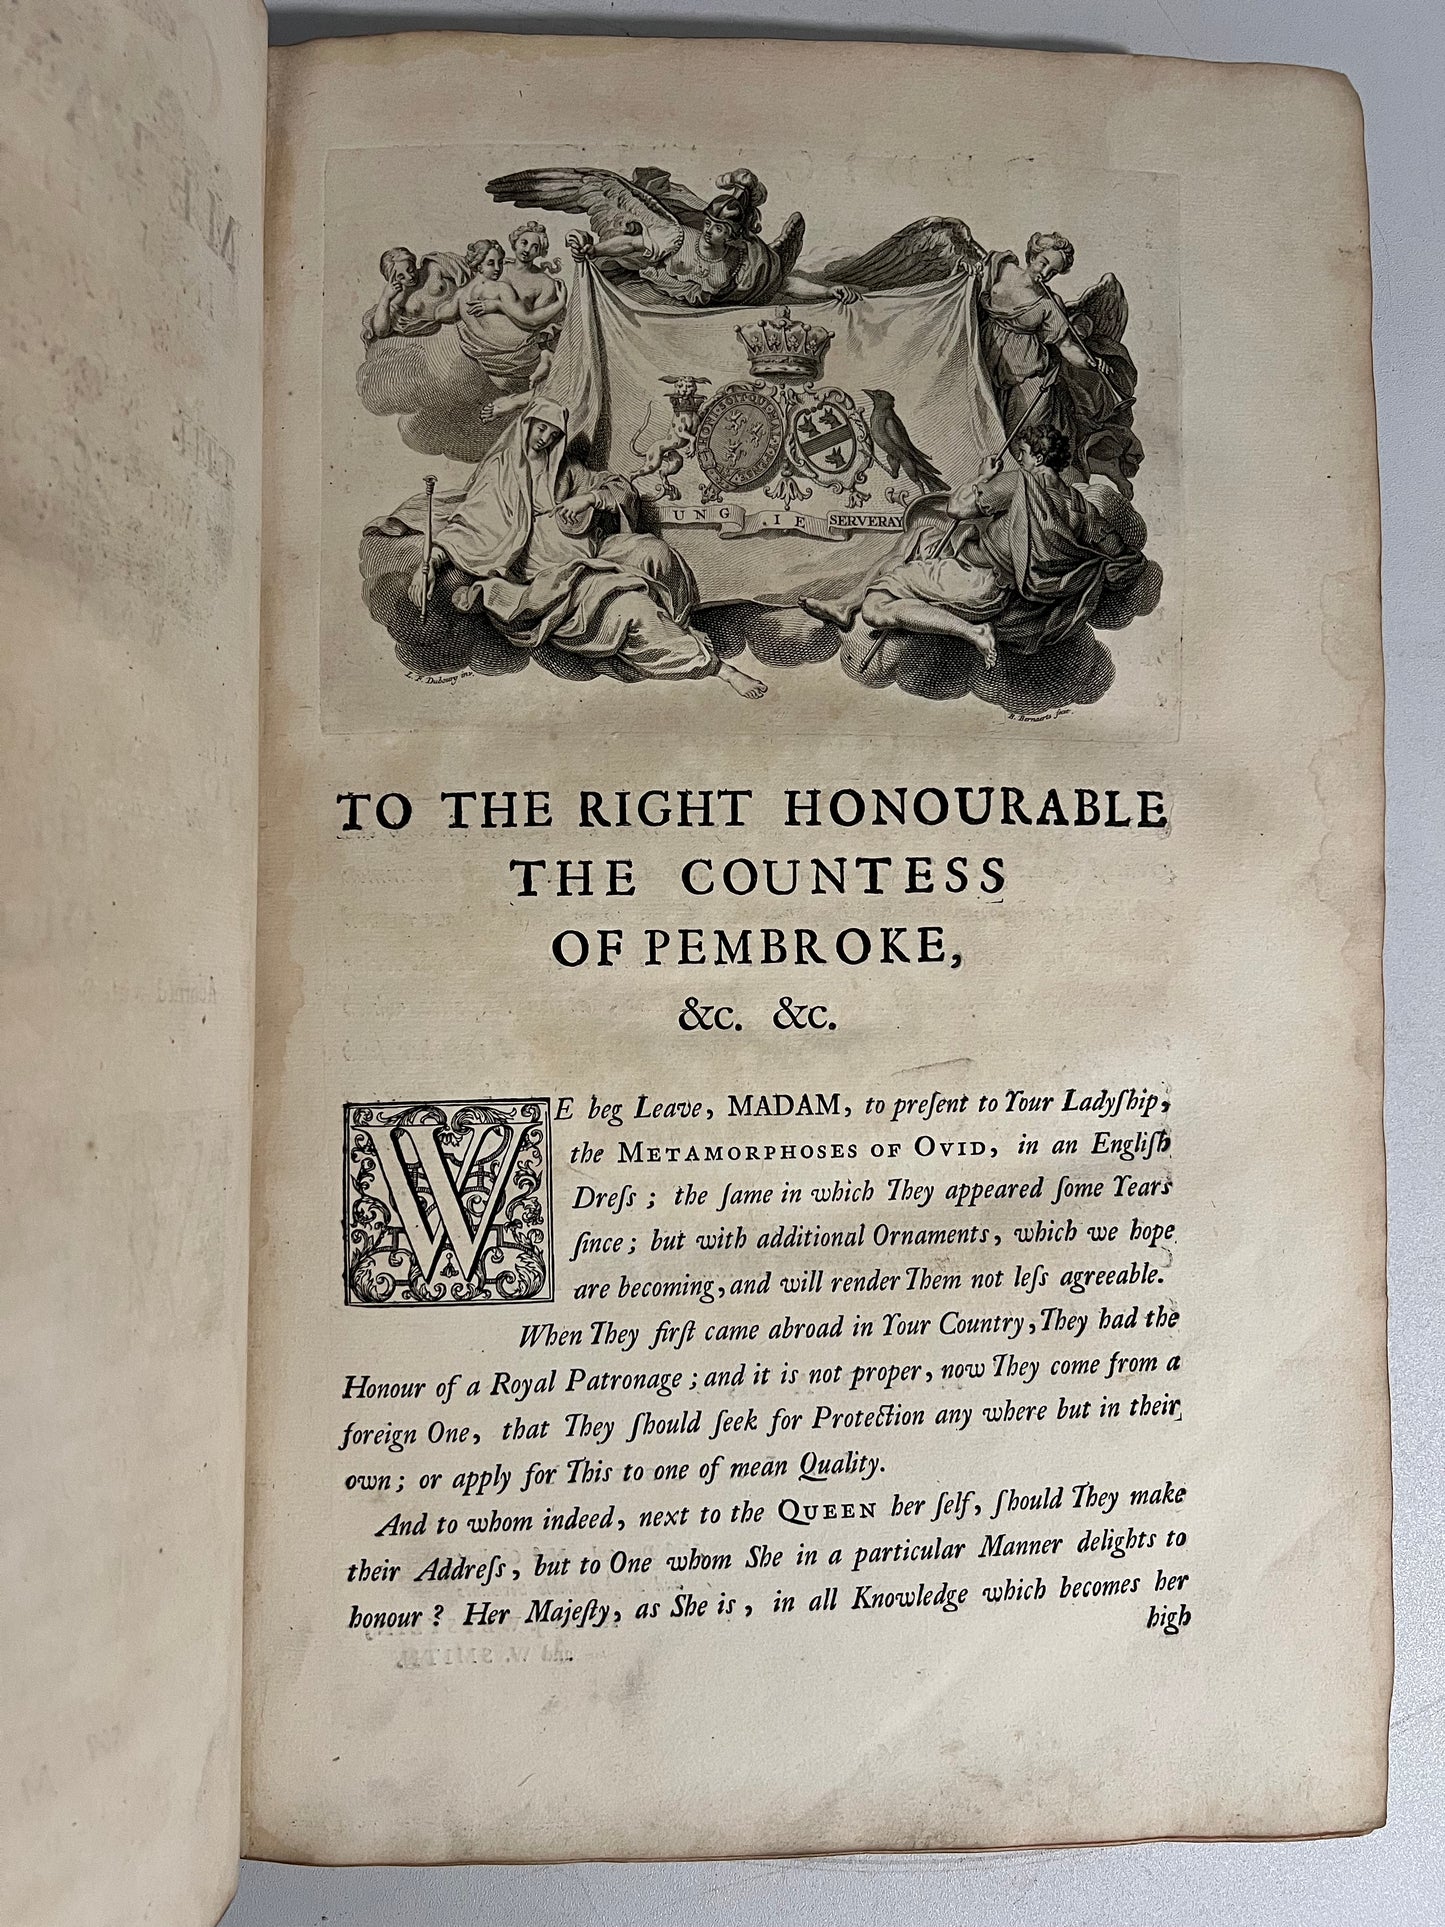 HONI·SOIT·QUI·MAL·Y·PENSE
UNG . IE SERVERAY
L. F. Dubourg inv.
B. Bernaerts fecit.
TO THE RIGHT HONOURABLE
THE COUNTESS
OF PEMBROKE,
&c. &c.
WE beg Leave, MADAM, to preſent to Your Ladyſhip,
the METAMORPHOSES OF OVID, in an Engliſh
Dreſs; the ſame in which They appeared ſome Years
ſince; but with additional Ornaments, which we hope
are becoming, and will render Them not leſs agreeable.
When They firſt came abroad in Your Country, They had the
Honour of a Royal Patronage; and it is not proper, now They come from a
foreign One, that They ſhould ſeek for Protection any where but in their
own; or apply for This to one of mean Quality.
And to whom indeed, next to the QUEEN her ſelf, ſhould They make
their Addreſs, but to One whom She in a particular Manner delights to
honour? Her Majeſty, as She is, in all Knowledge which becomes her
high